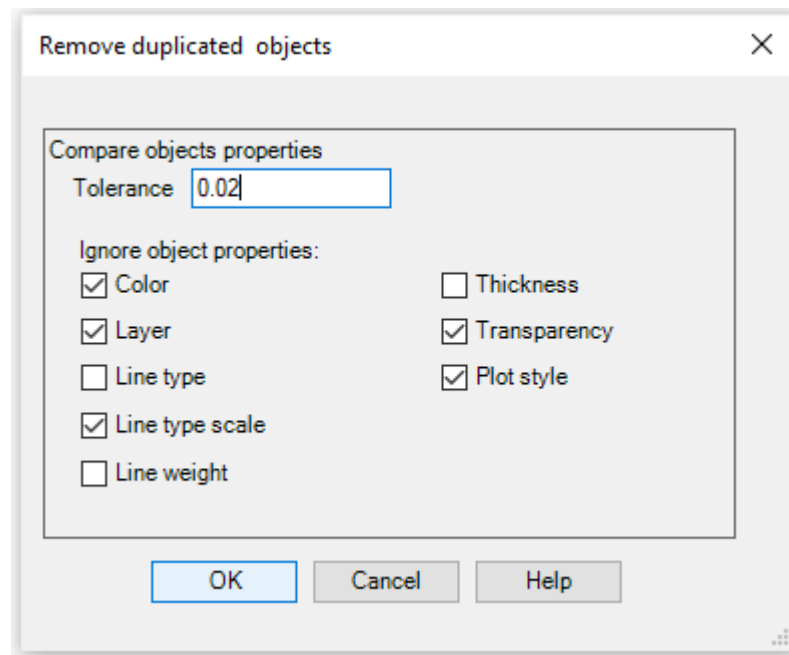 Remove duplicated objects
Compare objects properties
Tolerance 0.02
Ignore object properties:
Color
Thickness
Layer
Transparency
Line type
Plot style
Line type scale
Line weight
OK
Cancel
Help